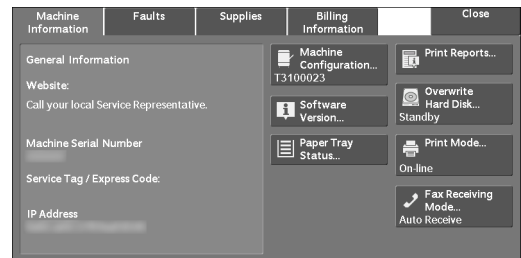 Machine
Information
Faults
Supplies
Billing
Information
Close
General Information
Website:
Call your local Service Representative.
Machine Serial Number
Service Tag / Express Code:
IP Address
Machine
Configuration...
T3100023
Software
Version...
Paper Tray
Status...
Print Reports...
Overwrite
Hard Disk...
Standby
Print Mode...
On-line
Fax Receiving
Mode...
Auto Receive